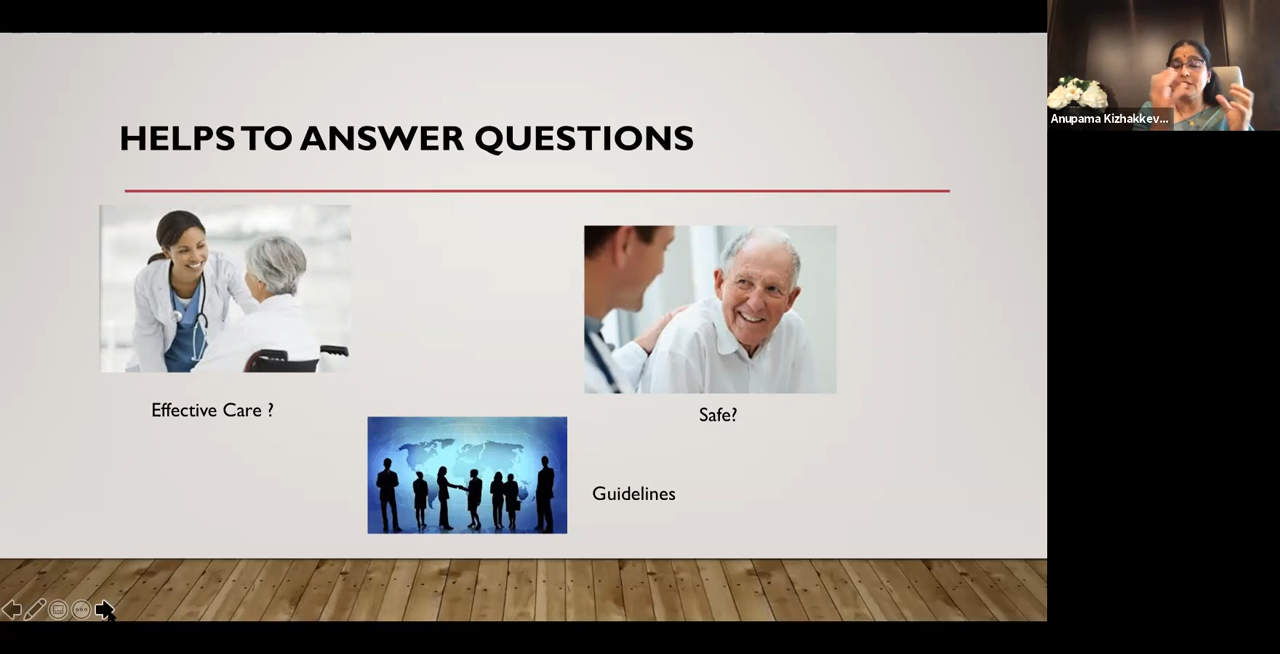 HELPS TO ANSWER QUESTIONS
Anupama Kizhakkev...
Effective Care ?
Safe?
Guidelines